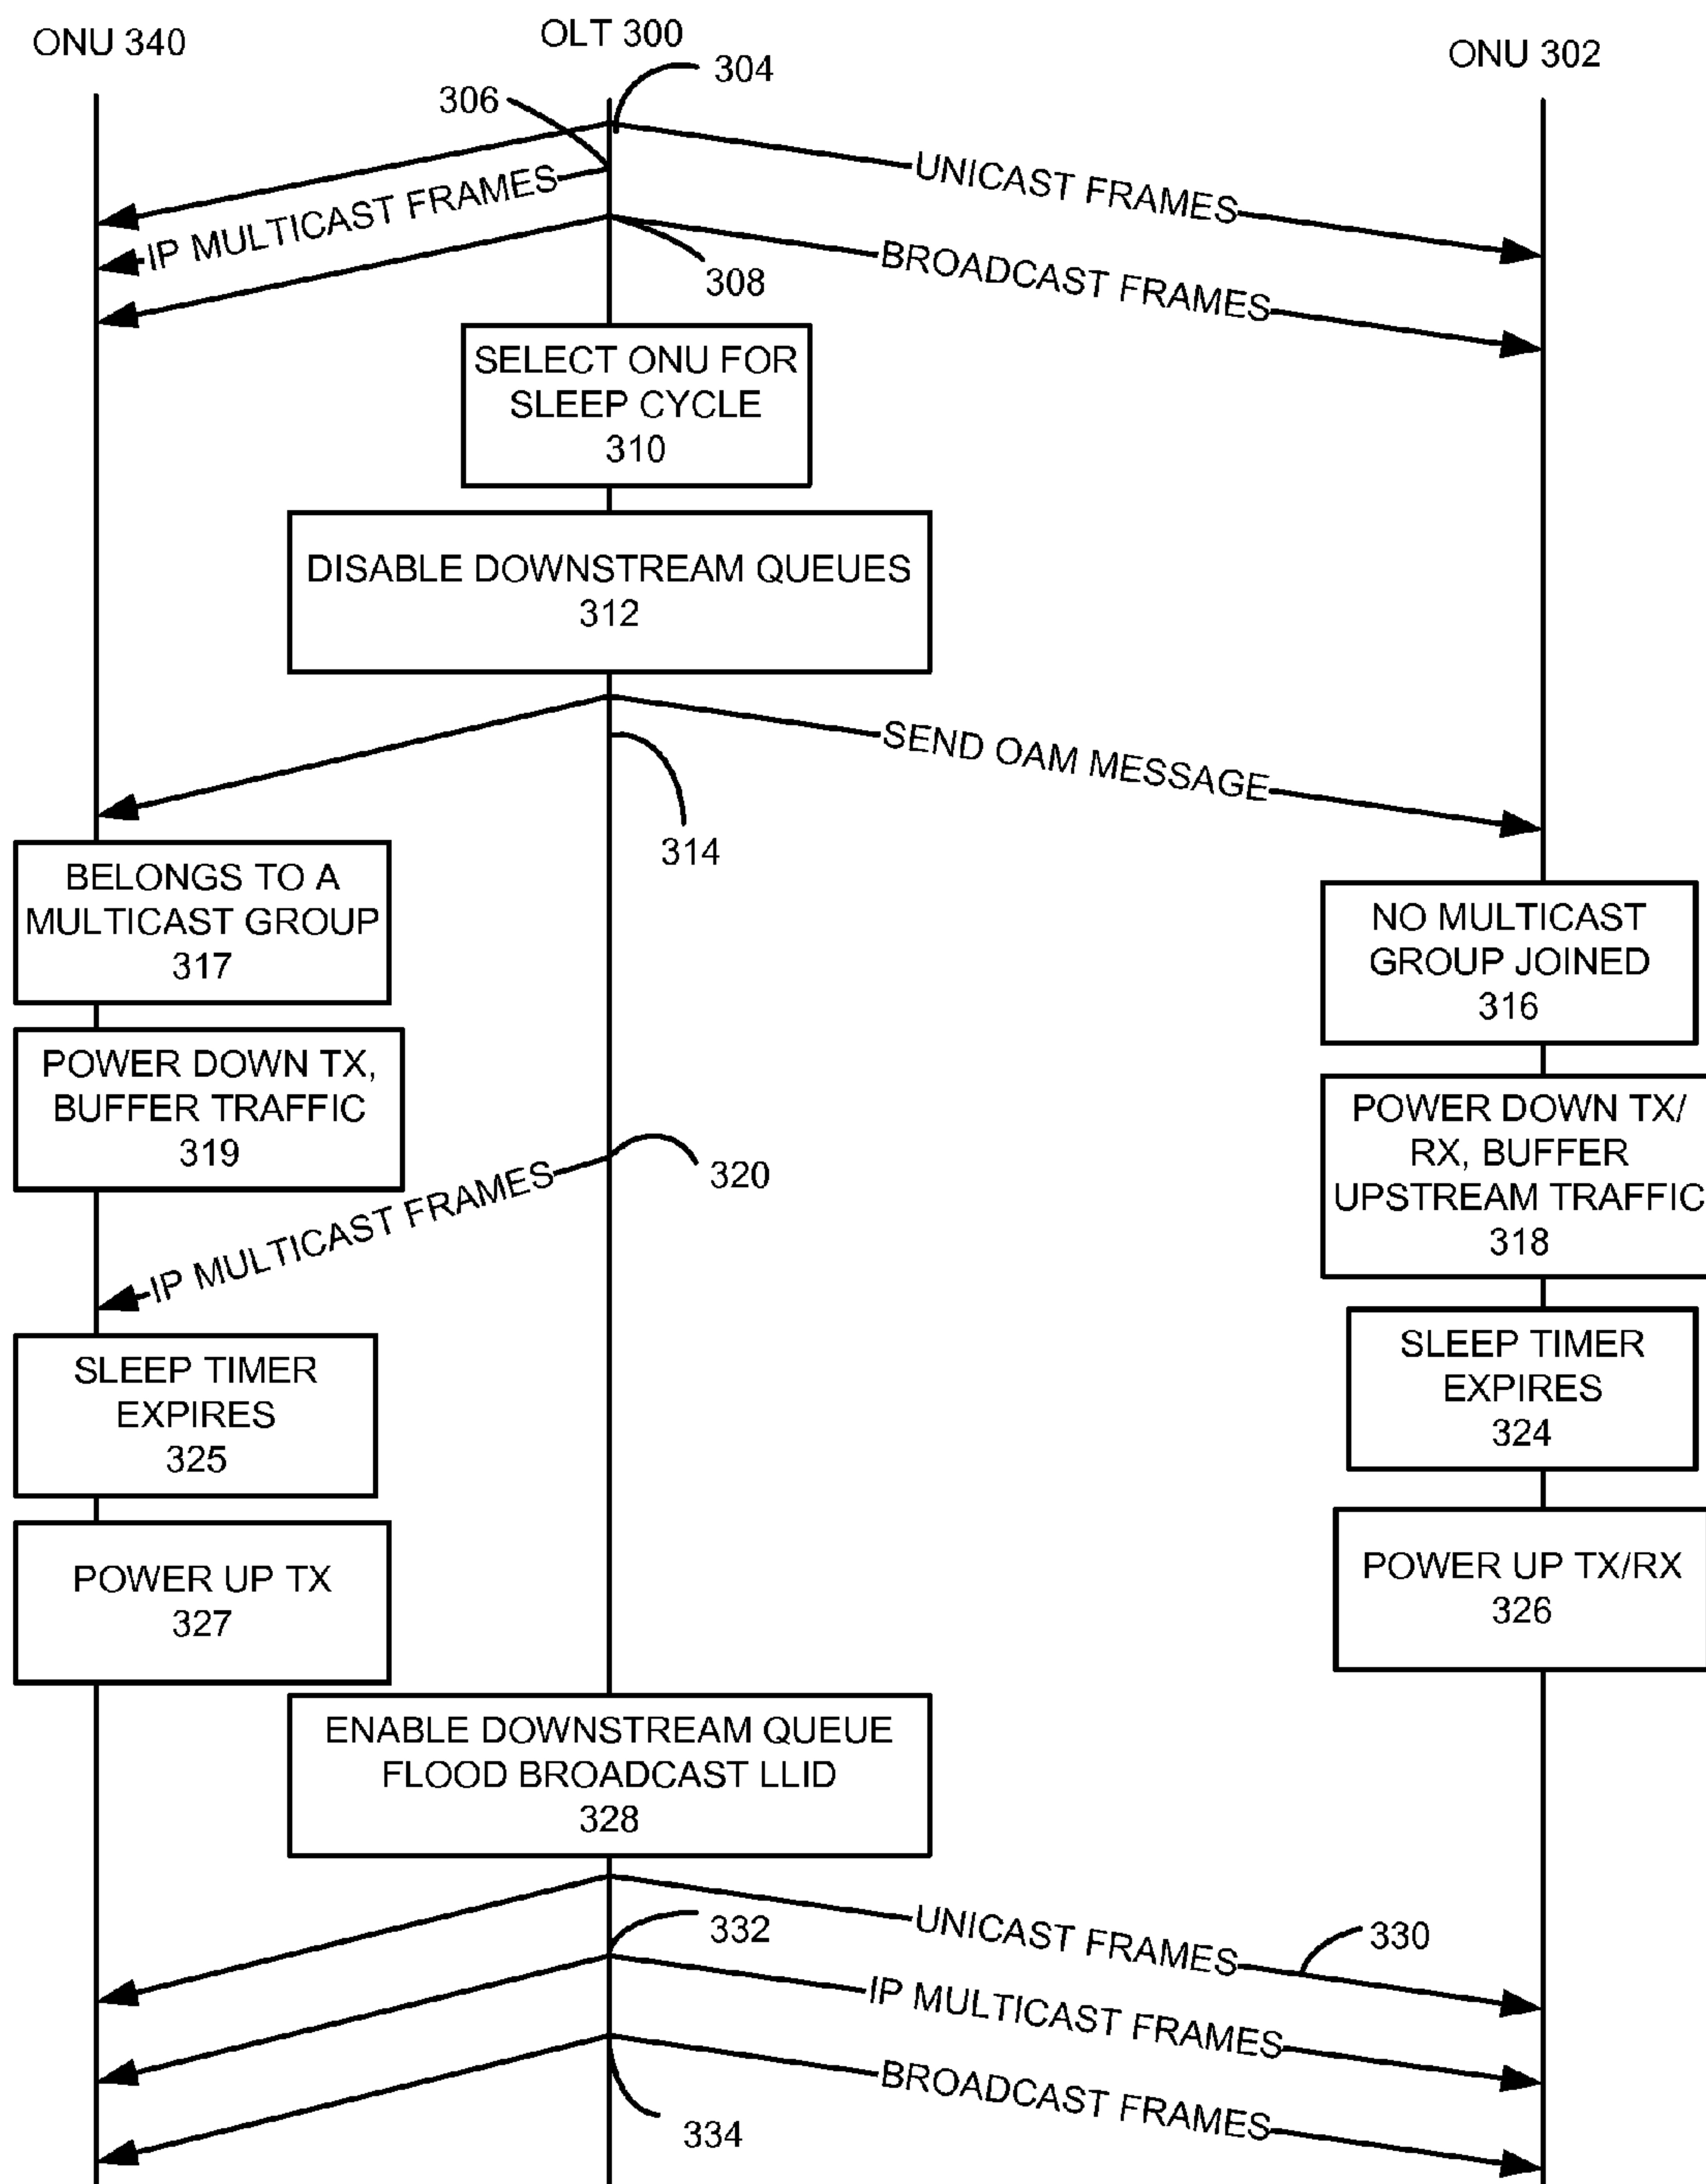 ONU 340
OLT 300
ONU 302
304
306
UNICAST FRAMES
IP MULTICAST FRAMES
BROADCAST FRAMES
308
SELECT ONU FOR
SLEEP CYCLE
310
DISABLE DOWNSTREAM QUEUES
312
SEND OAM MESSAGE
314
BELONGS TO A
MULTICAST GROUP
317
NO MULTICAST
GROUP JOINED
316
POWER DOWN TX,
BUFFER TRAFFIC
319
POWER DOWN TX/
RX, BUFFER
UPSTREAM TRAFFIC
318
320
IP MULTICAST FRAMES
SLEEP TIMER
EXPIRES
325
SLEEP TIMER
EXPIRES
324
POWER UP TX
327
POWER UP TX/RX
326
ENABLE DOWNSTREAM QUEUE
FLOOD BROADCAST LLID
328
332
UNICAST FRAMES
330
IP MULTICAST FRAMES
BROADCAST FRAMES
334